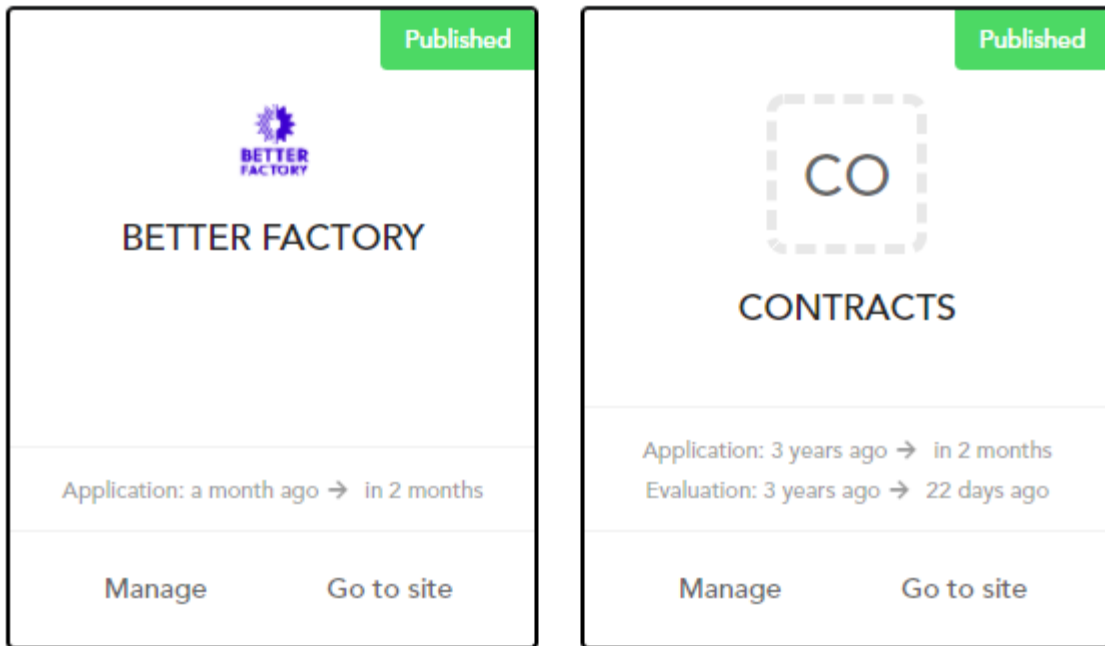 Published
BETTER
FACTORY
BETTER FACTORY
Application: a month ago → in 2 months
Manage Go to site
Published
CO
CONTRACTS
Application: 3 years ago → in 2 months
Evaluation: 3 years ago → 22 days ago
Manage Go to site